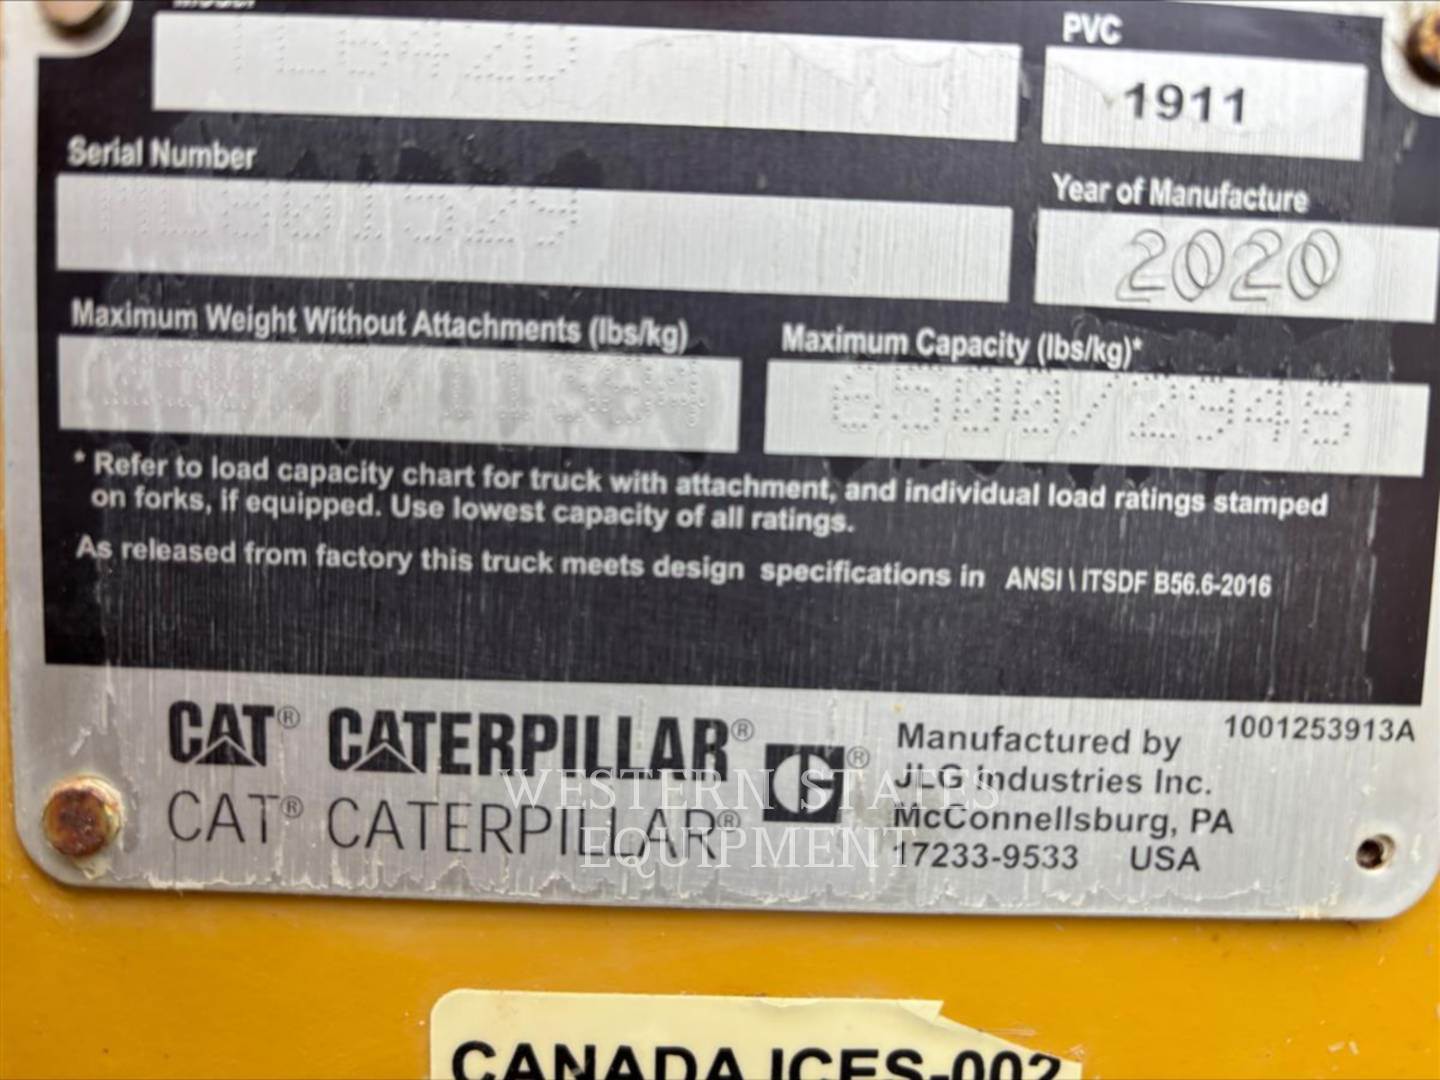 Model
TL642D
PVC
1911
Serial Number
Year of Manufacture
2020
Maximum Weight Without Attachments (lbs/kg)
Maximum Capacity (lbs/kg)*
6500/2948
* Refer to load capacity chart for truck with attachment, and individual load ratings stamped
on forks, if equipped. Use lowest capacity of all ratings.
As released from factory this truck meets design specifications in ANSI \ ITSDF B56.6-2016
CAT® CATERPILLAR® G®
CAT® CATERPILLAR®
Manufactured by
JLG Industries Inc.
McConnellsburg, PA
17233-9533 USA
1001253913A
WESTERN STATES
EQUIPMENT
CANADA ICES-002